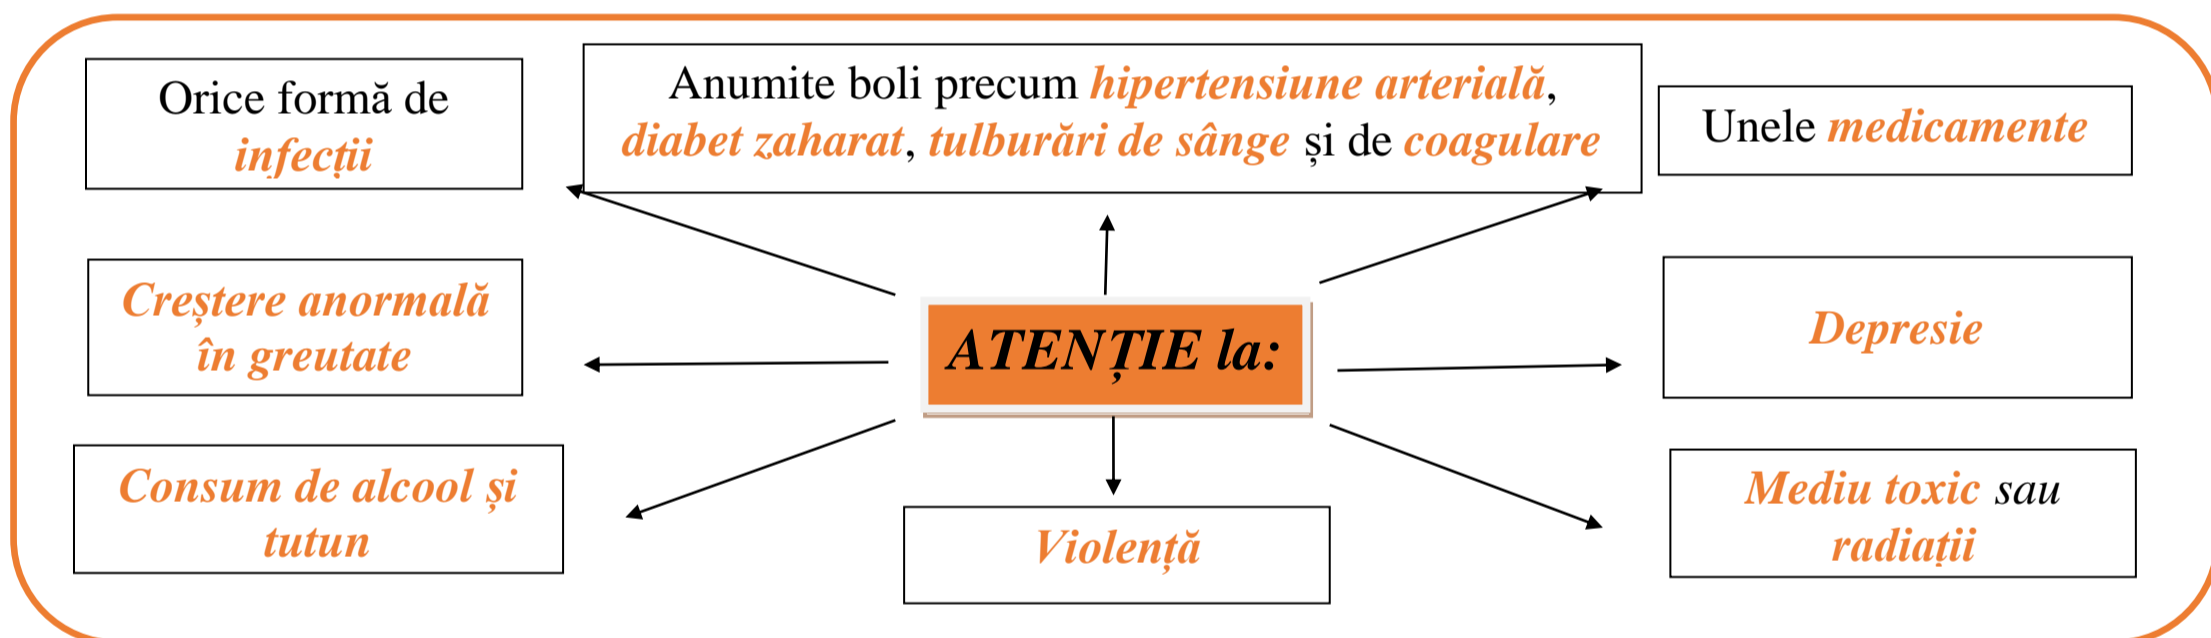 Orice formă de
infecții
Anumite boli precum hipertensiune arterială,
diabet zaharat, tulburări de sânge și de coagulare
Unele medicamente
Creștere anormală
în greutate
ATENȚIE la:
Depresie
Consum de alcool și
tutun
Violență
Mediu toxic sau
radiații